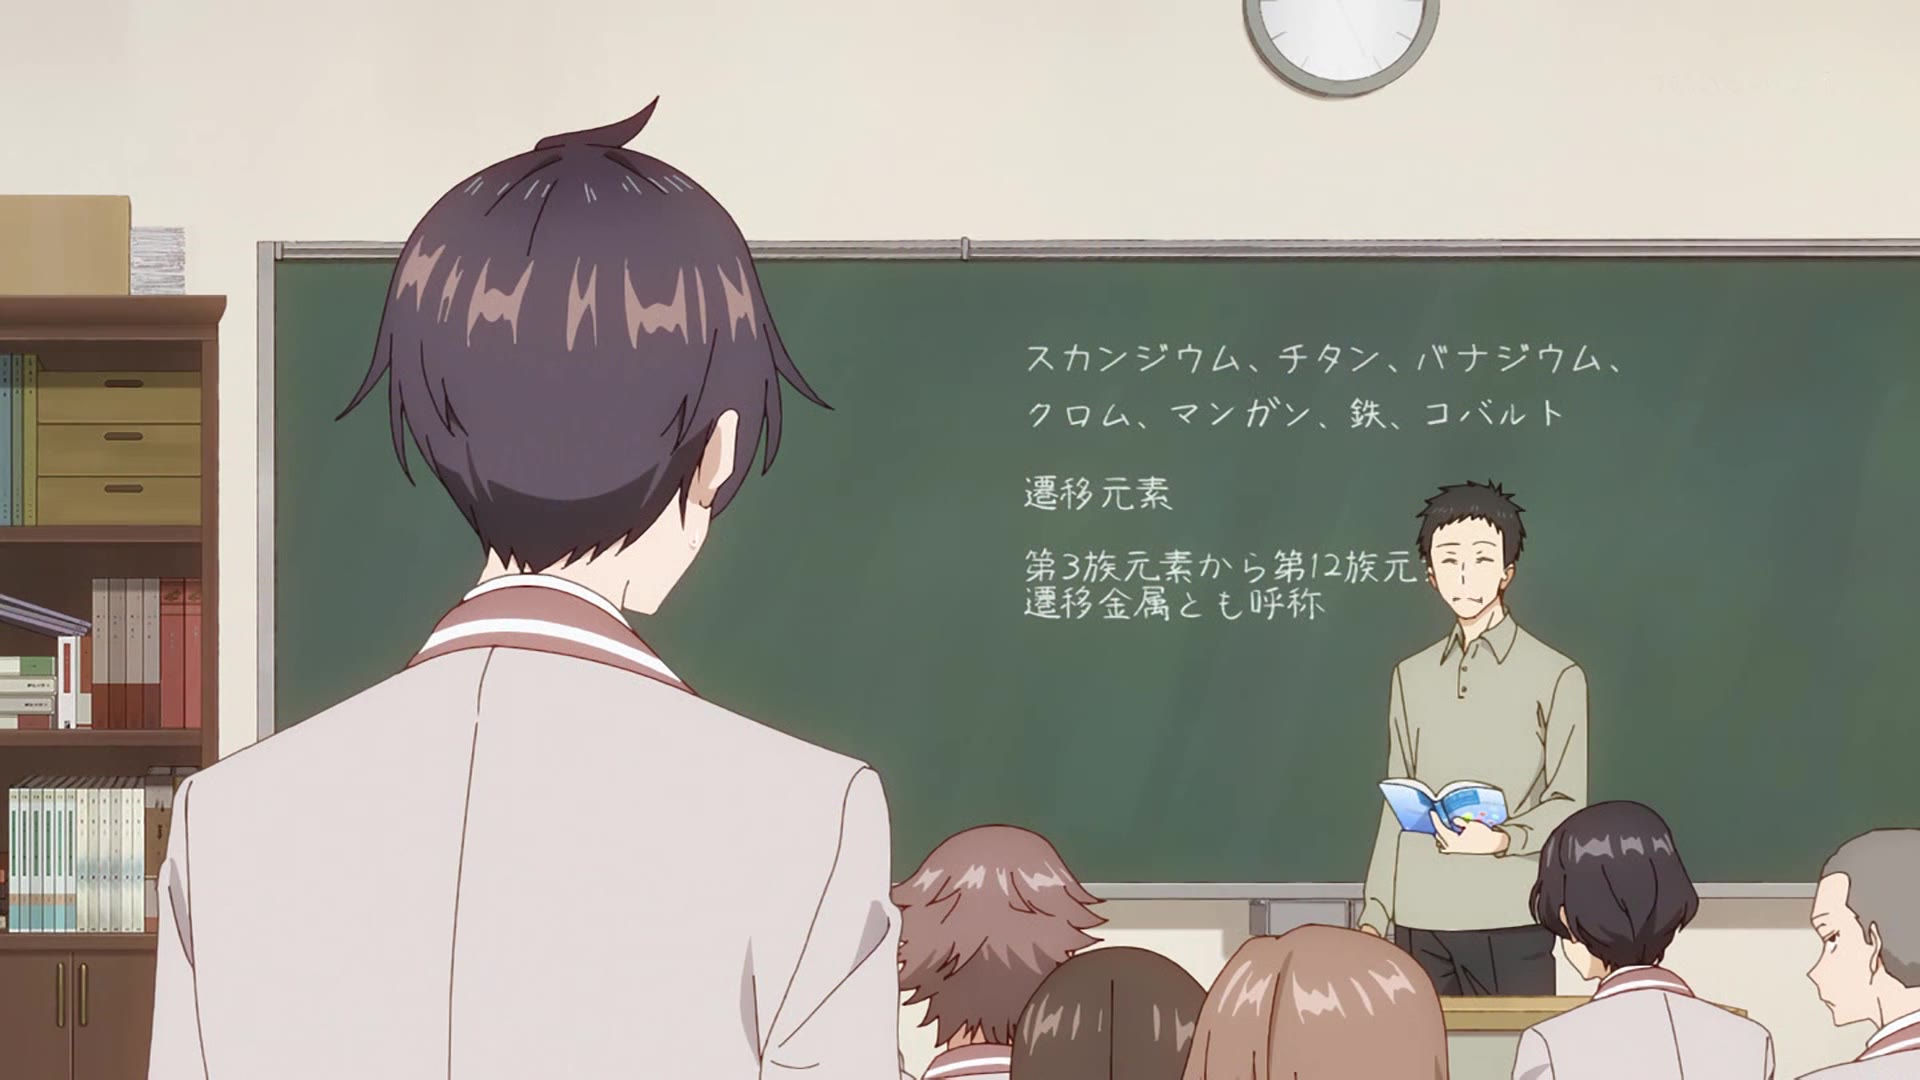 スカンジウム、チタン、バナジウム、
クロム、マンガン、鉄、コバルト
遷移元素
第3族元素から第12族元
遷移金属とも呼称